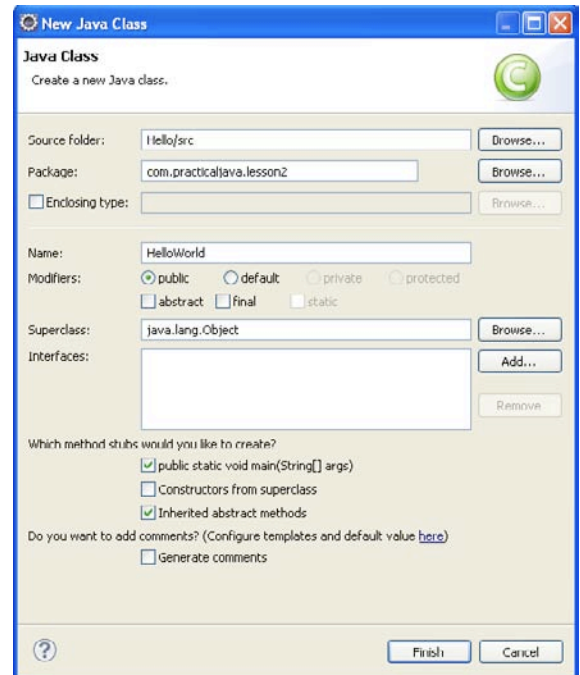 New Java Class
Java Class
Create a new Java class.
C
Source folder: Hello/src Browse...
Package: com.practicaljava.lesson2 Browse...
Enclosing type: Browse...
Name: HelloWorld
Modifiers: public default private protected
abstract final static
Superclass: java.lang.Object Browse...
Interfaces: Add...
Remove
Which method stubs would you like to create?
public static void main(String[] args)
Constructors from superclass
Inherited abstract methods
Do you want to add comments? (Configure templates and default value here)
Generate comments
? Finish Cancel